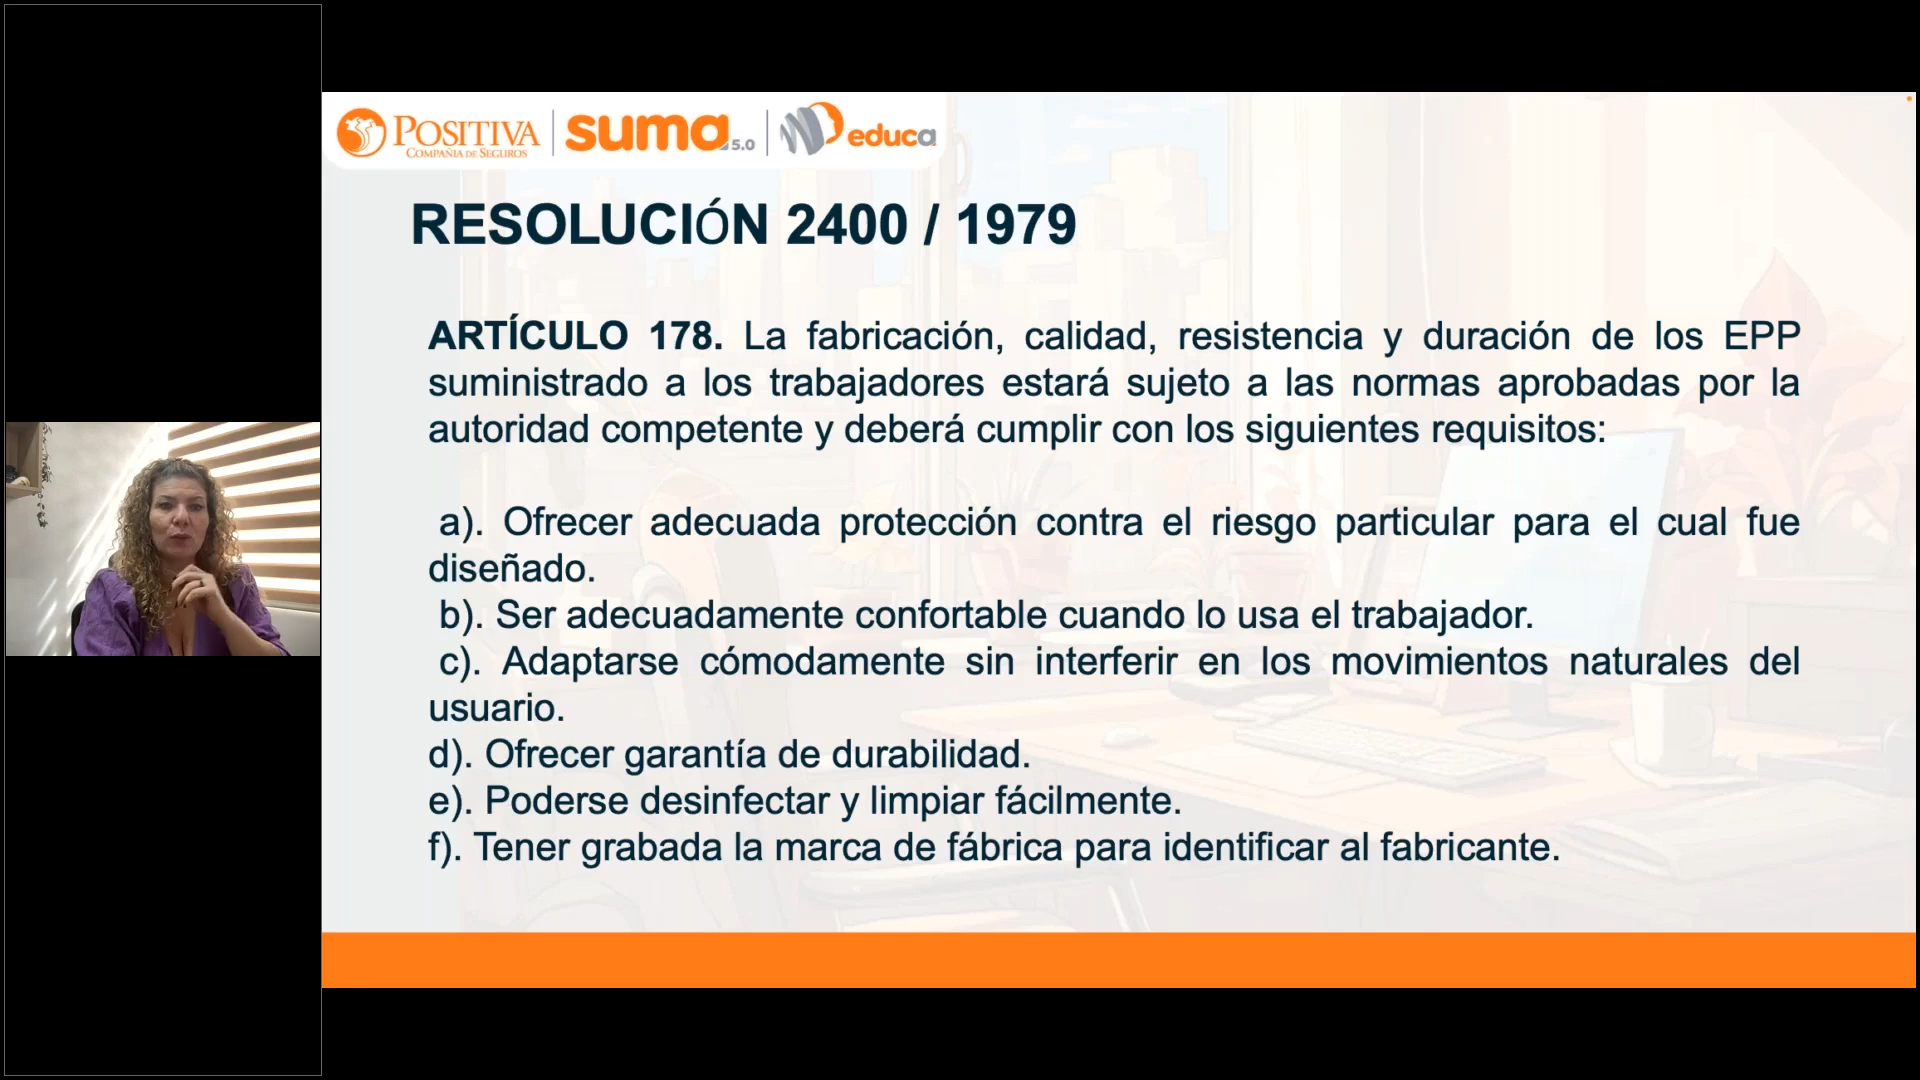 POSITIVA
COMPAÑIA DE SEGUROS
suma 5.0
educa
RESOLUCIÓN 2400 / 1979
ARTÍCULO 178. La fabricación, calidad, resistencia y duración de los EPP
suministrado a los trabajadores estará sujeto a las normas aprobadas por la
autoridad competente y deberá cumplir con los siguientes requisitos:
a). Ofrecer adecuada protección contra el riesgo particular para el cual fue
diseñado.
b). Ser adecuadamente confortable cuando lo usa el trabajador.
c). Adaptarse cómodamente sin interferir en los movimientos naturales del
usuario.
d). Ofrecer garantía de durabilidad.
e). Poderse desinfectar y limpiar fácilmente.
f). Tener grabada la marca de fábrica para identificar al fabricante.